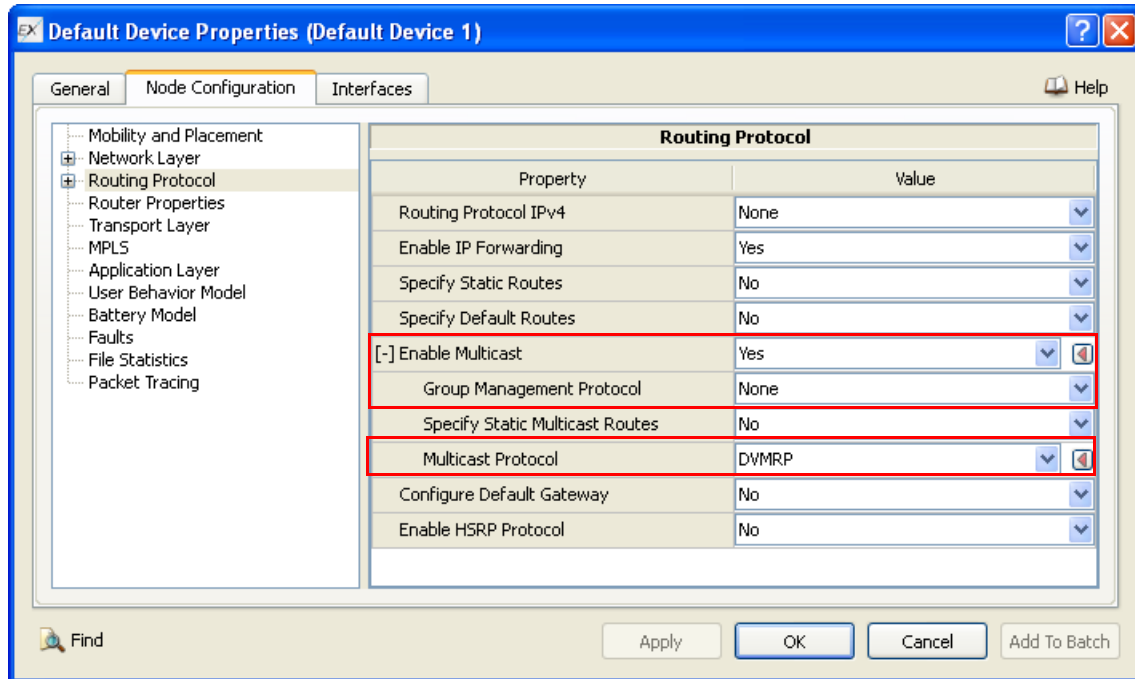 EX Default Device Properties (Default Device 1)
General Node Configuration Interfaces Help
Mobility and Placement
Network Layer
Routing Protocol
Router Properties
Transport Layer
MPLS
Application Layer
User Behavior Model
Battery Model
Faults
File Statistics
Packet Tracing
Routing Protocol
Property Value
Routing Protocol IPv4 None
Enable IP Forwarding Yes
Specify Static Routes No
Specify Default Routes No
[-] Enable Multicast Yes
Group Management Protocol None
Specify Static Multicast Routes No
Multicast Protocol DVMRP
Configure Default Gateway No
Enable HSRP Protocol No
Find Apply OK Cancel Add To Batch